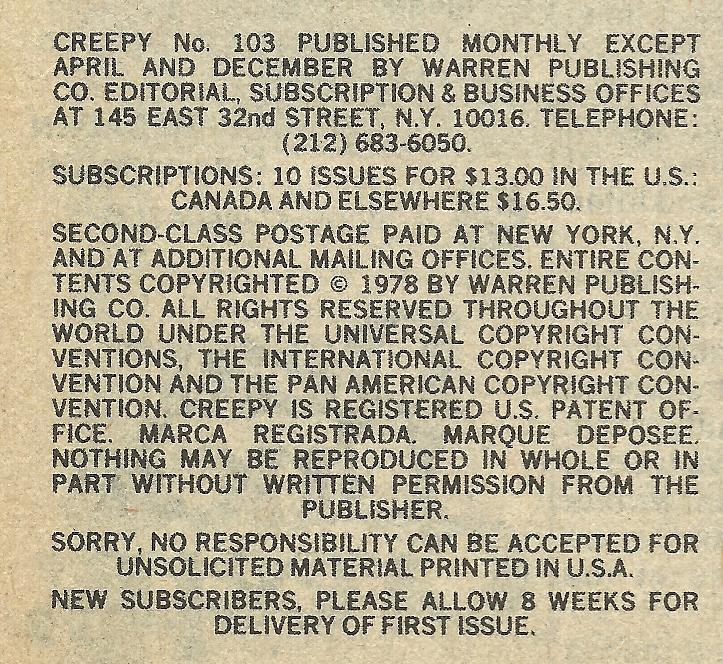 CREEPY No. 103 PUBLISHED MONTHLY EXCEPT
APRIL AND DECEMBER BY WARREN PUBLISHING
CO. EDITORIAL, SUBSCRIPTION & BUSINESS OFFICES
AT 145 EAST 32nd STREET, N.Y. 10016. TELEPHONE:
(212) 683-6050.
SUBSCRIPTIONS: 10 ISSUES FOR $13.00 IN THE U.S.:
CANADA AND ELSEWHERE $16.50.
SECOND-CLASS POSTAGE PAID AT NEW YORK, N.Y.
AND AT ADDITIONAL MAILING OFFICES. ENTIRE CON-
TENTS COPYRIGHTED © 1978 BY WARREN PUBLISH-
ING CO. ALL RIGHTS RESERVED THROUGHOUT THE
WORLD UNDER THE UNIVERSAL COPYRIGHT CON-
VENTIONS, THE INTERNATIONAL COPYRIGHT CON-
VENTION AND THE PAN AMERICAN COPYRIGHT CON-
VENTION. CREEPY IS REGISTERED U.S. PATENT OF-
FICE. MARCA REGISTRADA. MARQUE DEPOSEE.
NOTHING MAY BE REPRODUCED IN WHOLE OR IN
PART WITHOUT WRITTEN PERMISSION FROM THE
PUBLISHER.
SORRY, NO RESPONSIBILITY CAN BE ACCEPTED FOR
UNSOLICITED MATERIAL PRINTED IN U.S.A.
NEW SUBSCRIBERS, PLEASE ALLOW 8 WEEKS FOR
DELIVERY OF FIRST ISSUE.